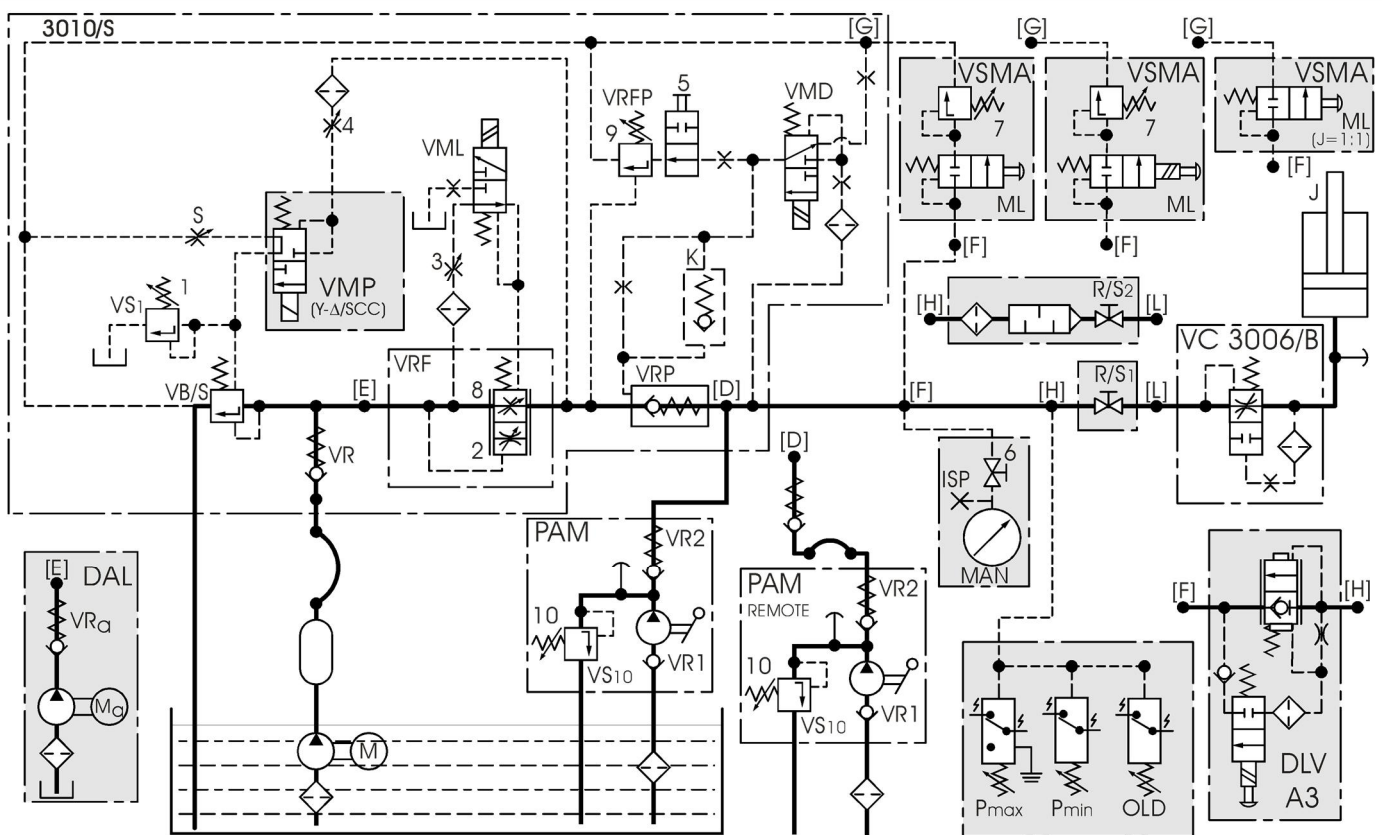 3010/S
[G]
[G]
[G]
VSMA
VSMA
VSMA
VRFP
5
VMD
9
4
VML
7
7
ML
(J=1:1)
S
3
K
ML
ML
[F]
[F]
[F]
J
VMP
(Y-Δ/SCC)
1
VS1
R/S2
[H]
[L]
VC 3006/B
VRF
VB/S
[E]
8
VRP
[D]
[F]
[H]
R/S1
[L]
2
VR
[D]
6
ISP
MAN
PAM
VR2
[E]
DAL
VRa
10
VS10
VR1
PAM
REMOTE
VR2
10
VS10
VR1
[F]
[H]
Ma
M
Pmax
Pmin
OLD
DLV
A3